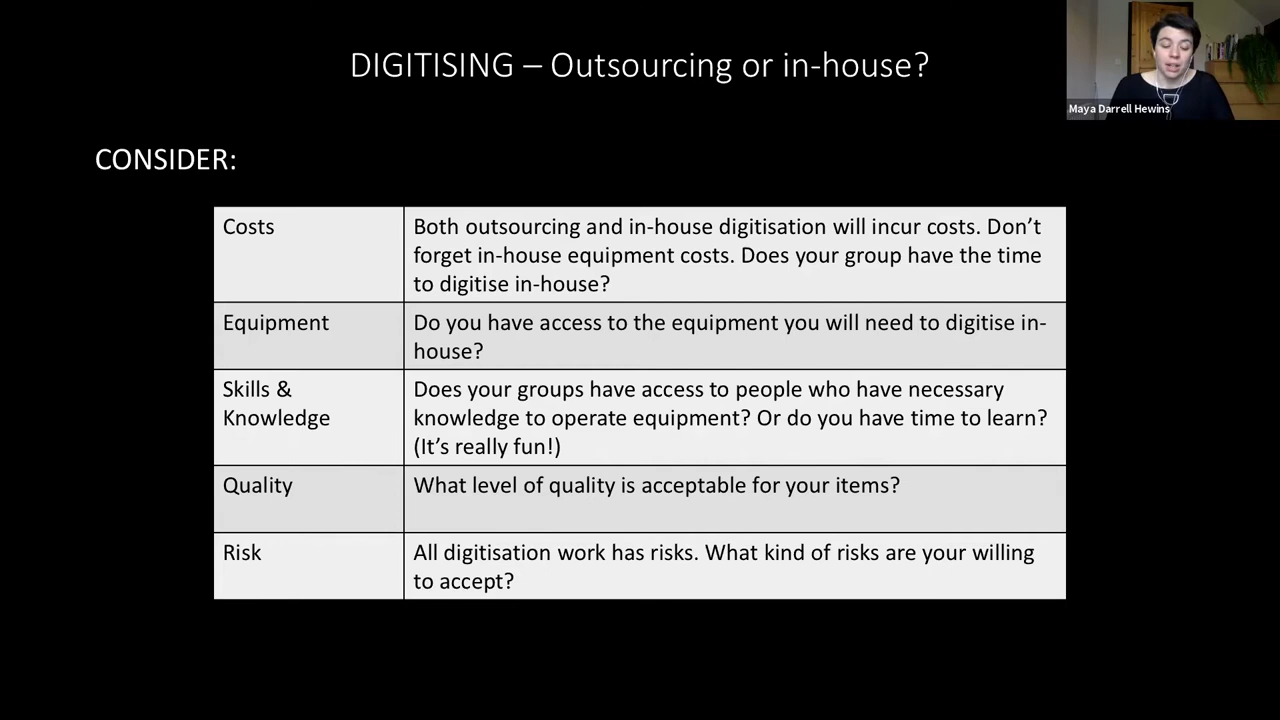 DIGITISING – Outsourcing or in-house?
Maya Darrell Hewins
CONSIDER:
Costs
Both outsourcing and in-house digitisation will incur costs. Don’t
forget in-house equipment costs. Does your group have the time
to digitise in-house?
Equipment
Do you have access to the equipment you will need to digitise in-
house?
Skills &
Knowledge
Does your groups have access to people who have necessary
knowledge to operate equipment? Or do you have time to learn?
(It’s really fun!)
Quality
What level of quality is acceptable for your items?
Risk
All digitisation work has risks. What kind of risks are your willing
to accept?